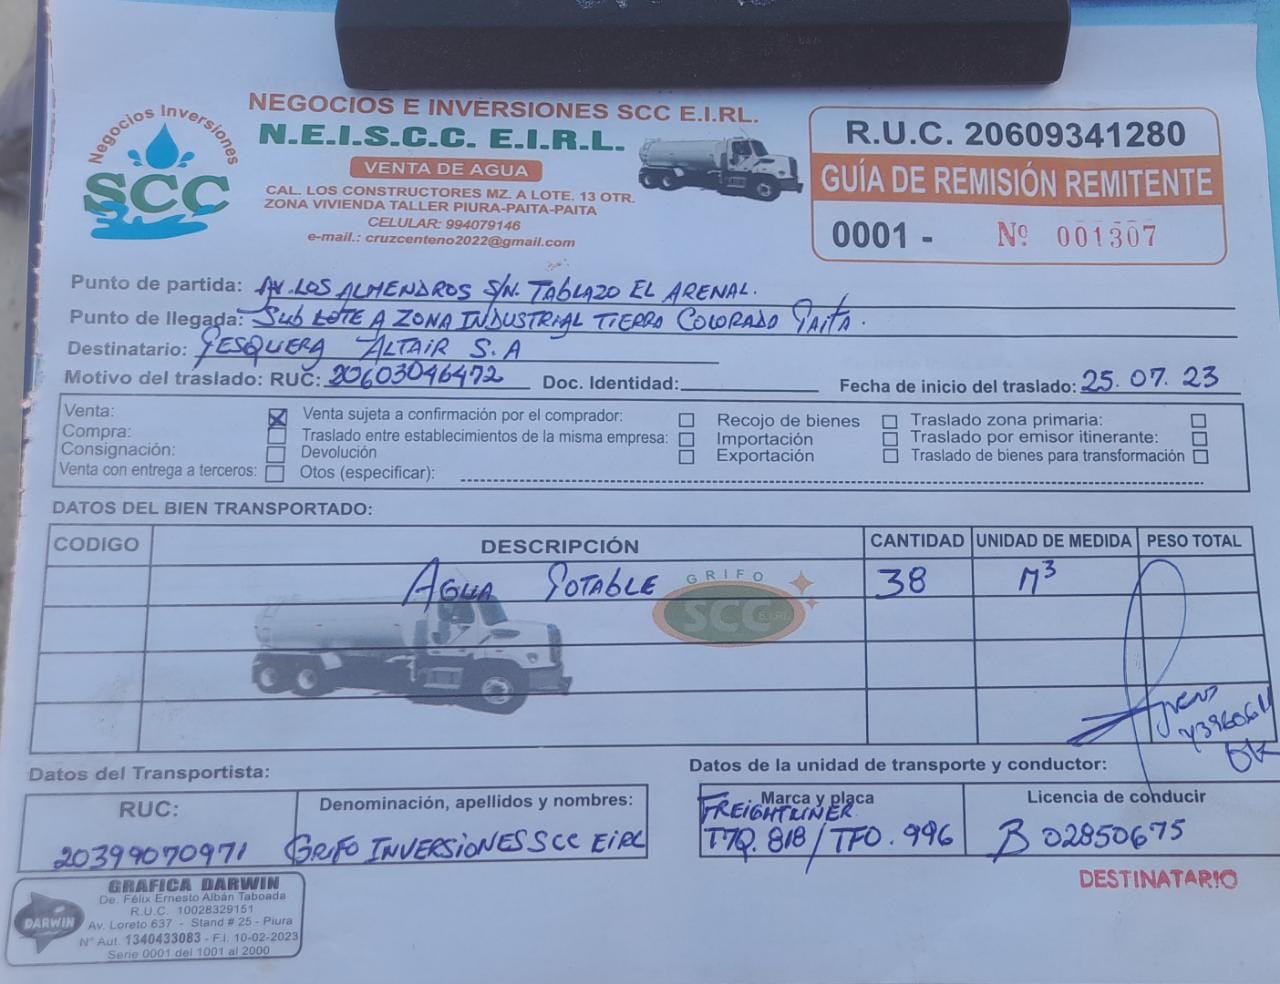 Negocios Inversiones
SCC
NEGOCIOS E INVERSIONES SCC E.I.RL.
N.E.I.S.C.C. E.I.R.L.
VENTA DE AGUA
CAL. LOS CONSTRUCTORES MZ. A LOTE. 13 OTR.
ZONA VIVIENDA TALLER PIURA-PAITA-PAITA
CELULAR: 994079146
e-mail.: cruzcenteno2022@gmail.com
R.U.C. 20609341280
GUÍA DE REMISIÓN REMITENTE
0001 - Nº 001307
Punto de partida: AV. LOS ALMENDROS S/N. TABLAZO EL ARENAL.
Punto de llegada: SUB LOTE A ZONA INDUSTRIAL TIERRA COLORADA PAITA.
Destinatario: PESQUERA ALTAIR S.A
Motivo del traslado: RUC: 20603046472 Doc. Identidad: Fecha de inicio del traslado: 25.07.23
Venta: Venta sujeta a confirmación por el comprador: Recojo de bienes Traslado zona primaria:
Compra: Traslado entre establecimientos de la misma empresa: Importación Traslado por emisor itinerante:
Consignación: Devolución Exportación Traslado de bienes para transformación
Venta con entrega a terceros: Otos (especificar):
DATOS DEL BIEN TRANSPORTADO:
CODIGO DESCRIPCIÓN CANTIDAD UNIDAD DE MEDIDA PESO TOTAL
AGUA POTABLE 38 M³
GRIFO
SCC E.I.RL
Datos del Transportista:
Datos de la unidad de transporte y conductor:
RUC: Denominación, apellidos y nombres:
20399070971 GRIFO INVERSIONES SCC EIRL
Marca y placa Licencia de conducir
FREIGHTLINER
T7Q.818/TFO.996 B 02850675
DESTINATARIO
DARWIN
GRAFICA DARWIN
De. Félix Ernesto Albán Taboada
R.U.C. 10028329151
Av. Loreto 637 - Stand # 25 - Piura
N° Aut. 1340433083 - F.I. 10-02-2023
Serie 0001 del 1001 al 2000